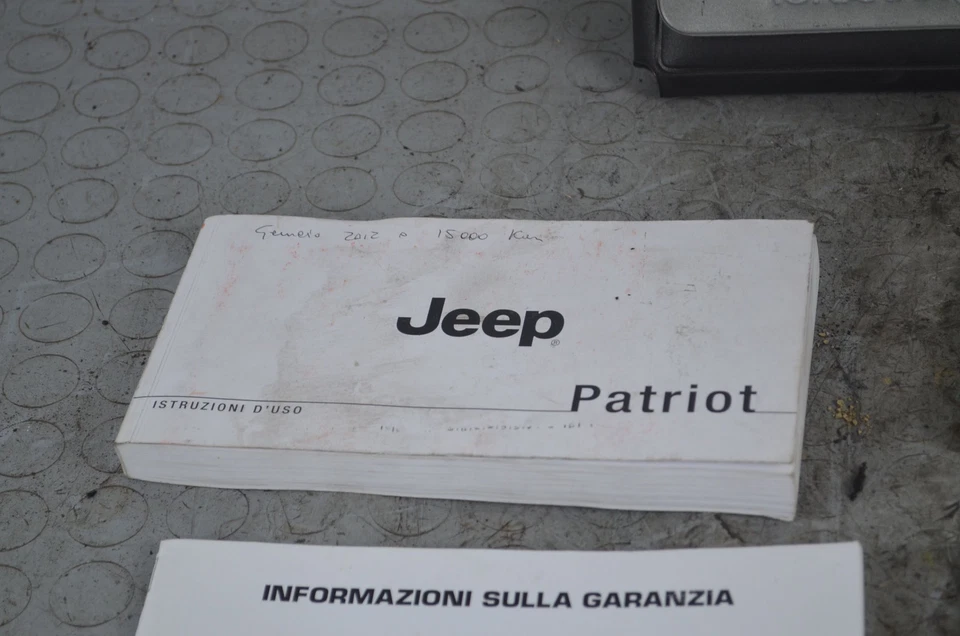 Gennaio 2012 a 15000 Km
Jeep®
Patriot
ISTRUZIONI D'USO
INFORMAZIONI SULLA GARANZIA